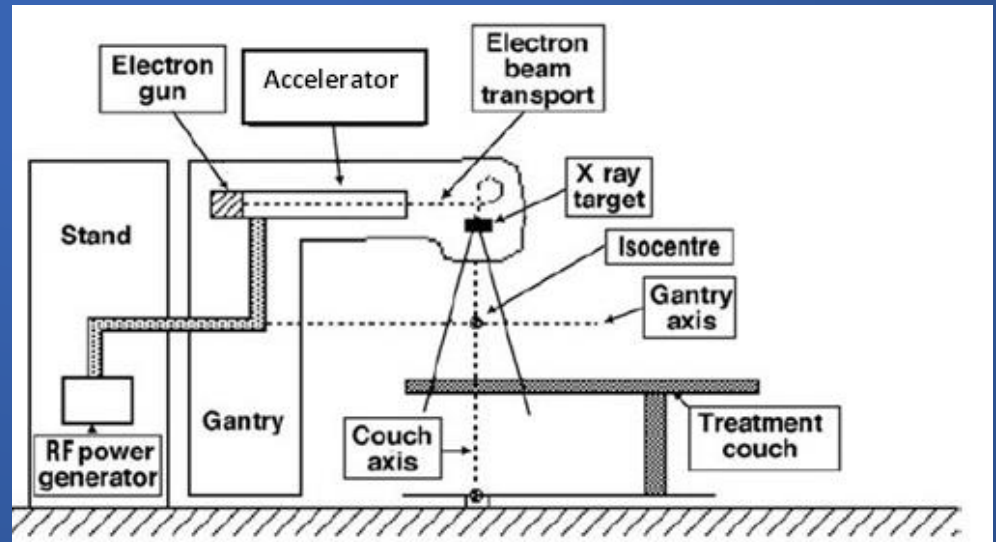 Electron
gun
Accelerator
Electron
beam
transport
X ray
target
Stand
Isocentre
Gantry
axis
Gantry
Couch
axis
Treatment
couch
RF power
generator